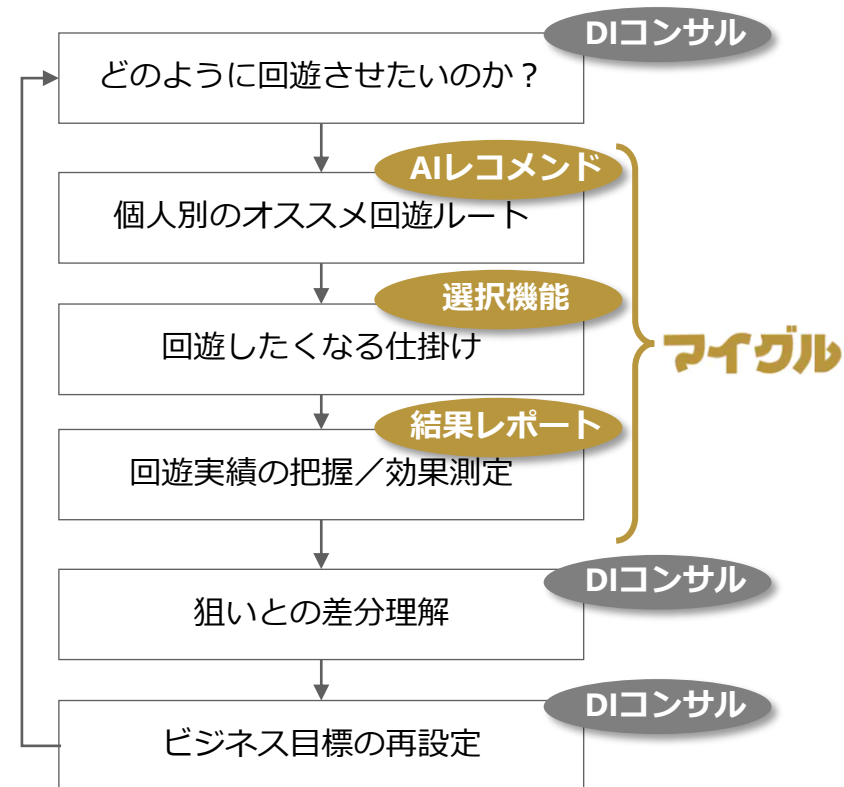 DIコンサル
どのように回遊させたいのか？
AIレコメンド
個人別のオススメ回遊ルート
選択機能
回遊したくなる仕掛け
マイグル
結果レポート
回遊実績の把握／効果測定
DIコンサル
狙いとの差分理解
DIコンサル
ビジネス目標の再設定